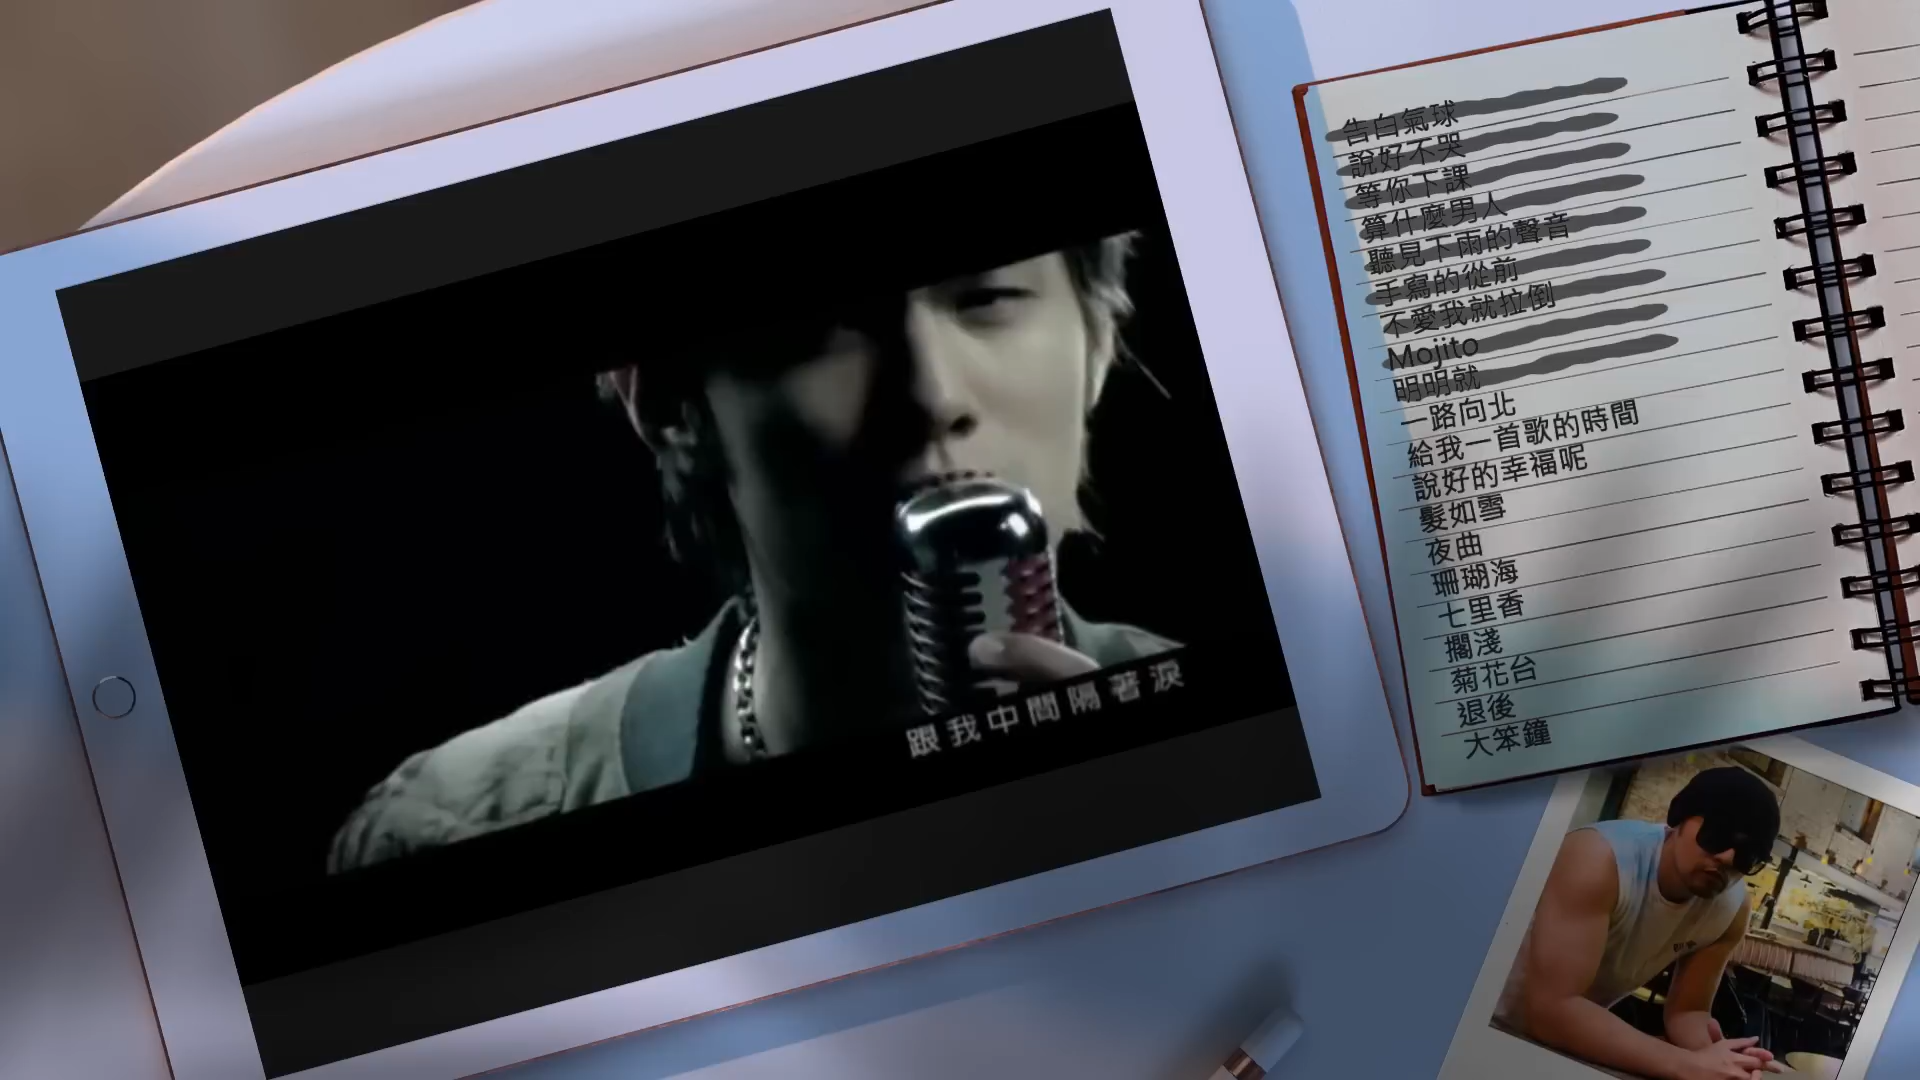 跟我中間隔著淚
告白氣球
說好不哭
等你下課
算什麼男人
聽見下雨的聲音
手寫的從前
不愛我就拉倒
Mojito
明明就
一路向北
給我一首歌的時間
說好的幸福呢
髮如雪
夜曲
珊瑚海
七里香
擱淺
菊花台
退後
大笨鐘